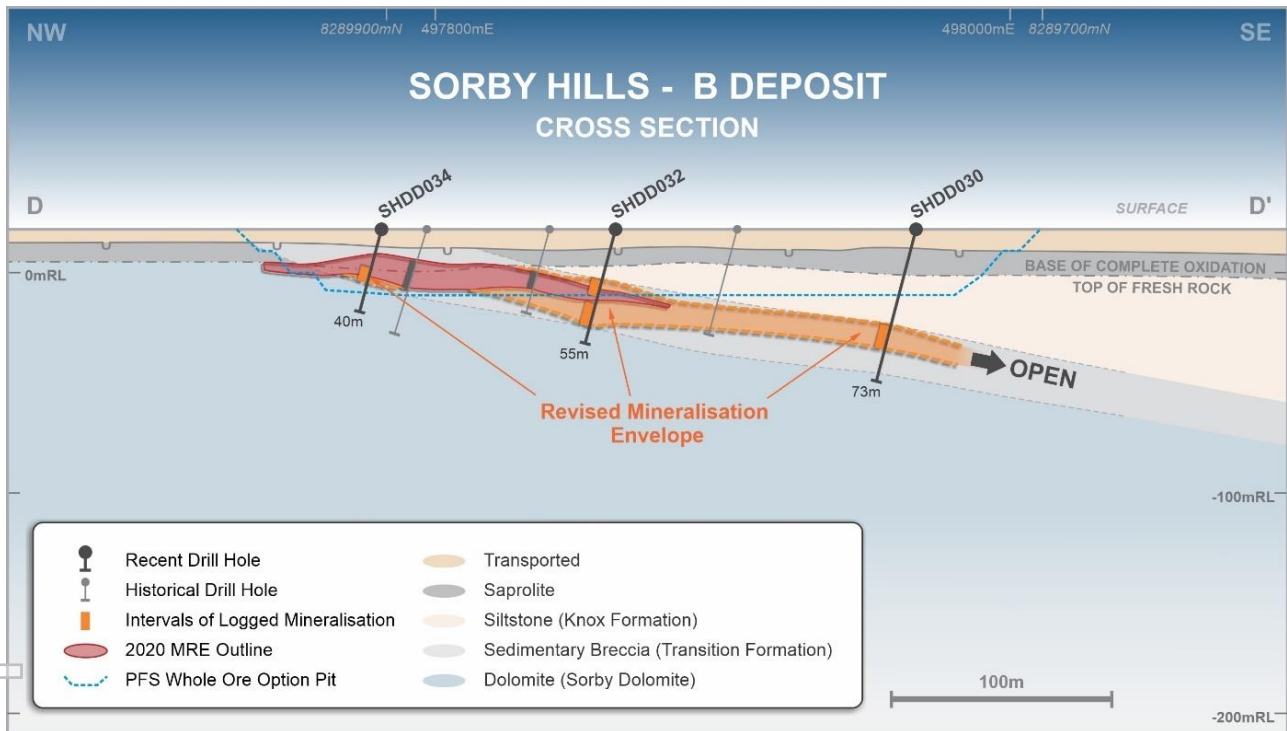 NW
8289900mN
497800mE
498000mE
8289700mN
SE
SORBY HILLS - B DEPOSIT
CROSS SECTION
D
SHDD034
SHDD032
SHDD030
SURFACE
D'
0mRL
BASE OF COMPLETE OXIDATION
TOP OF FRESH ROCK
40m
55m
73m
OPEN
Revised Mineralisation
Envelope
-100mRL
Recent Drill Hole
Historical Drill Hole
Intervals of Logged Mineralisation
2020 MRE Outline
PFS Whole Ore Option Pit
Transported
Saprolite
Siltstone (Knox Formation)
Sedimentary Breccia (Transition Formation)
Dolomite (Sorby Dolomite)
100m
-200mRL